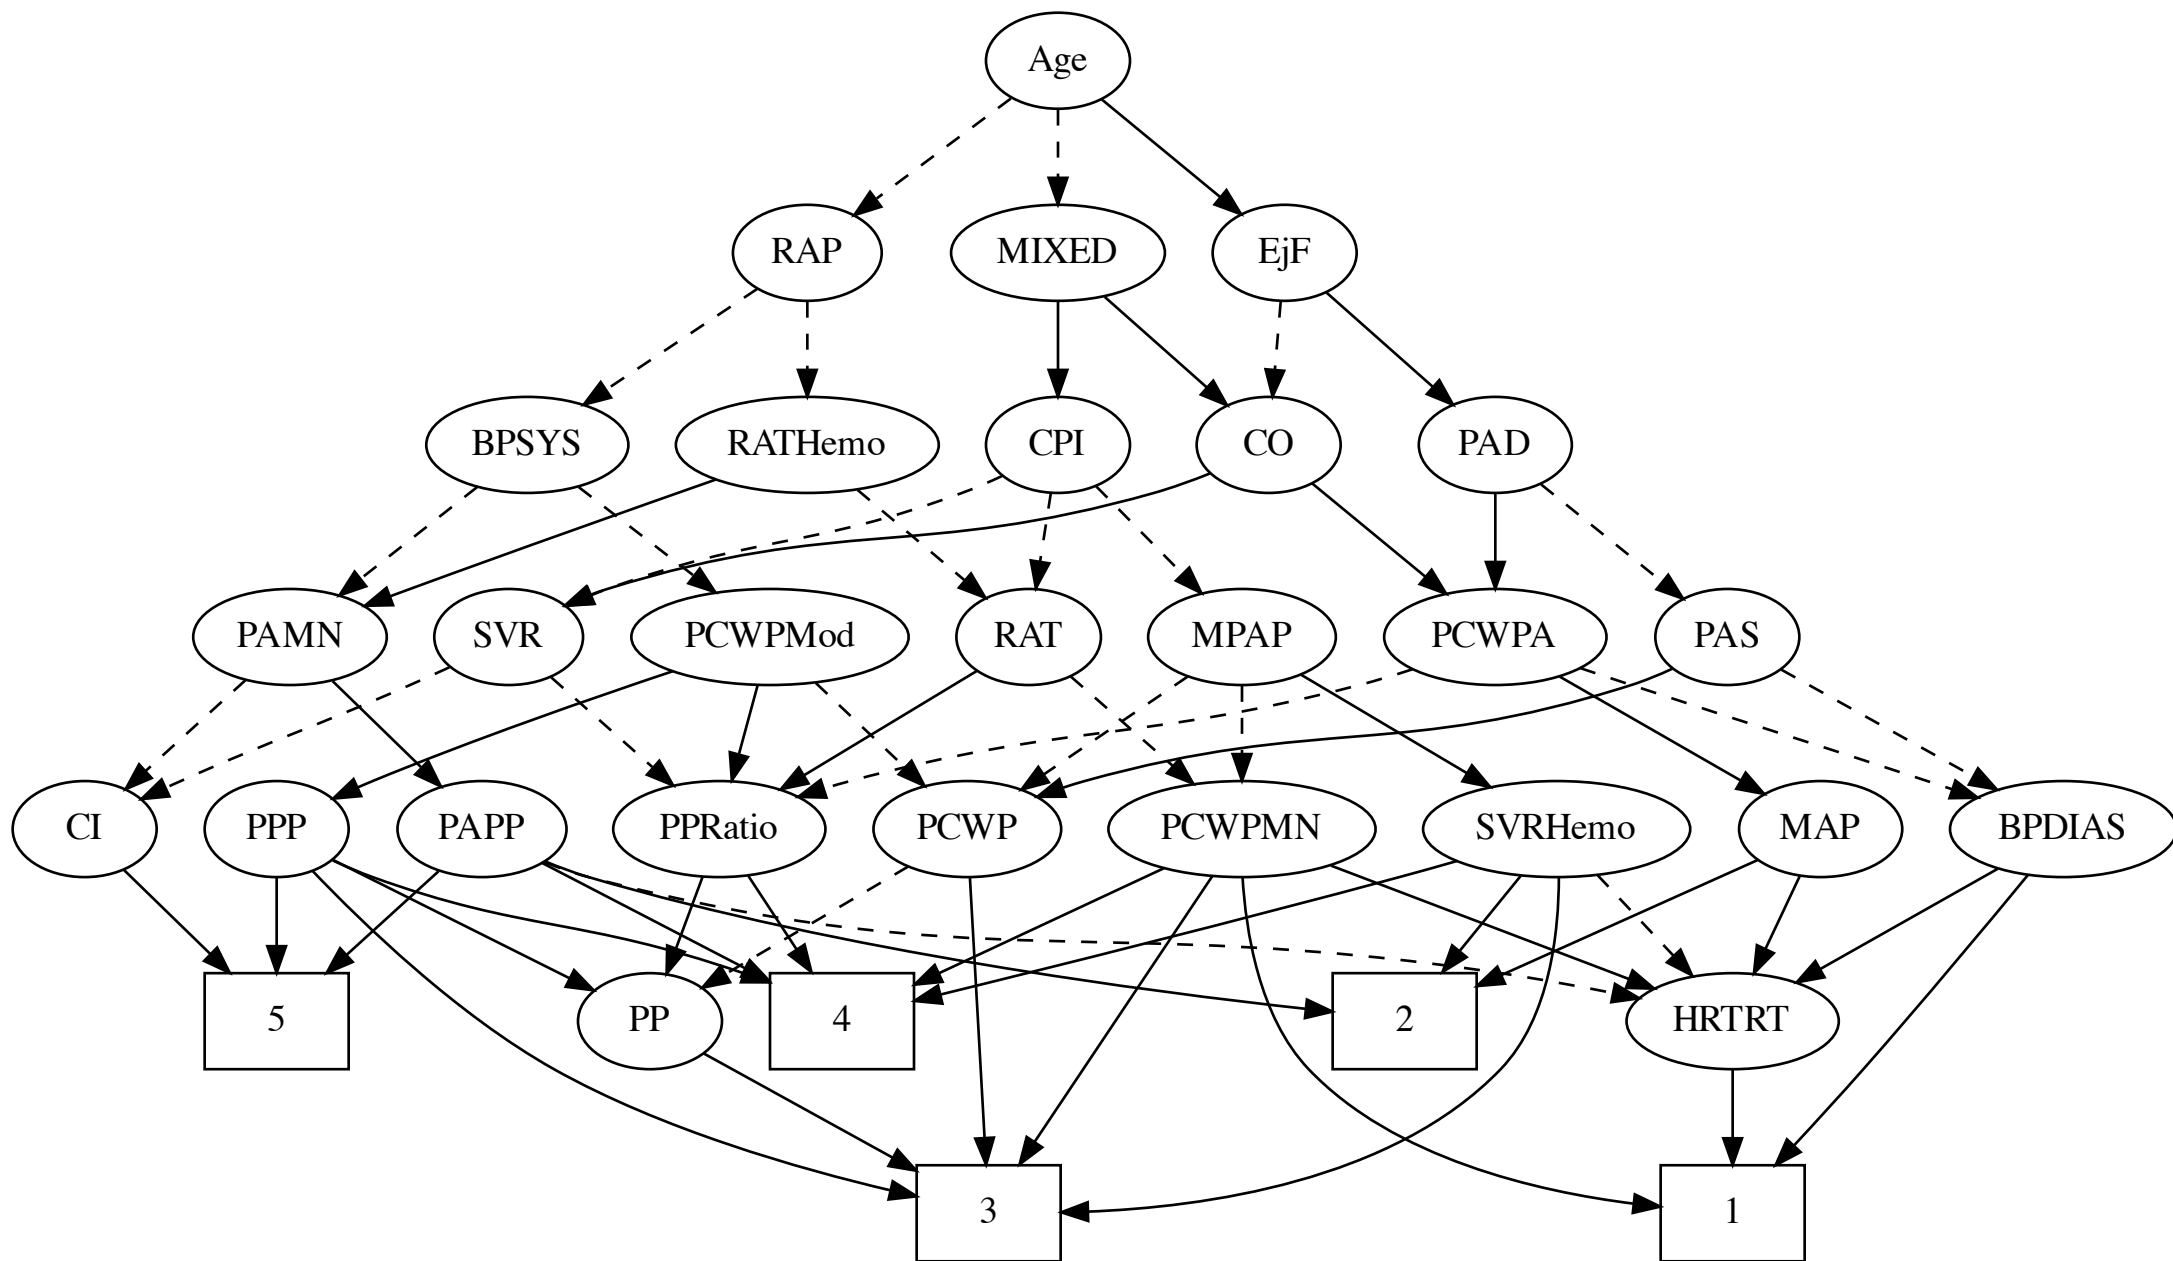 Age
RAP
MIXED
EjF
BPSYS
RATHemo
CPI
CO
PAD
PAMN
SVR
PCWPMod
RAT
MPAP
PCWPA
PAS
CI
PPP
PAPP
PPRatio
PCWP
PCWPMN
SVRHemo
MAP
BPDIAS
5
PP
4
2
HRTRT
3
1